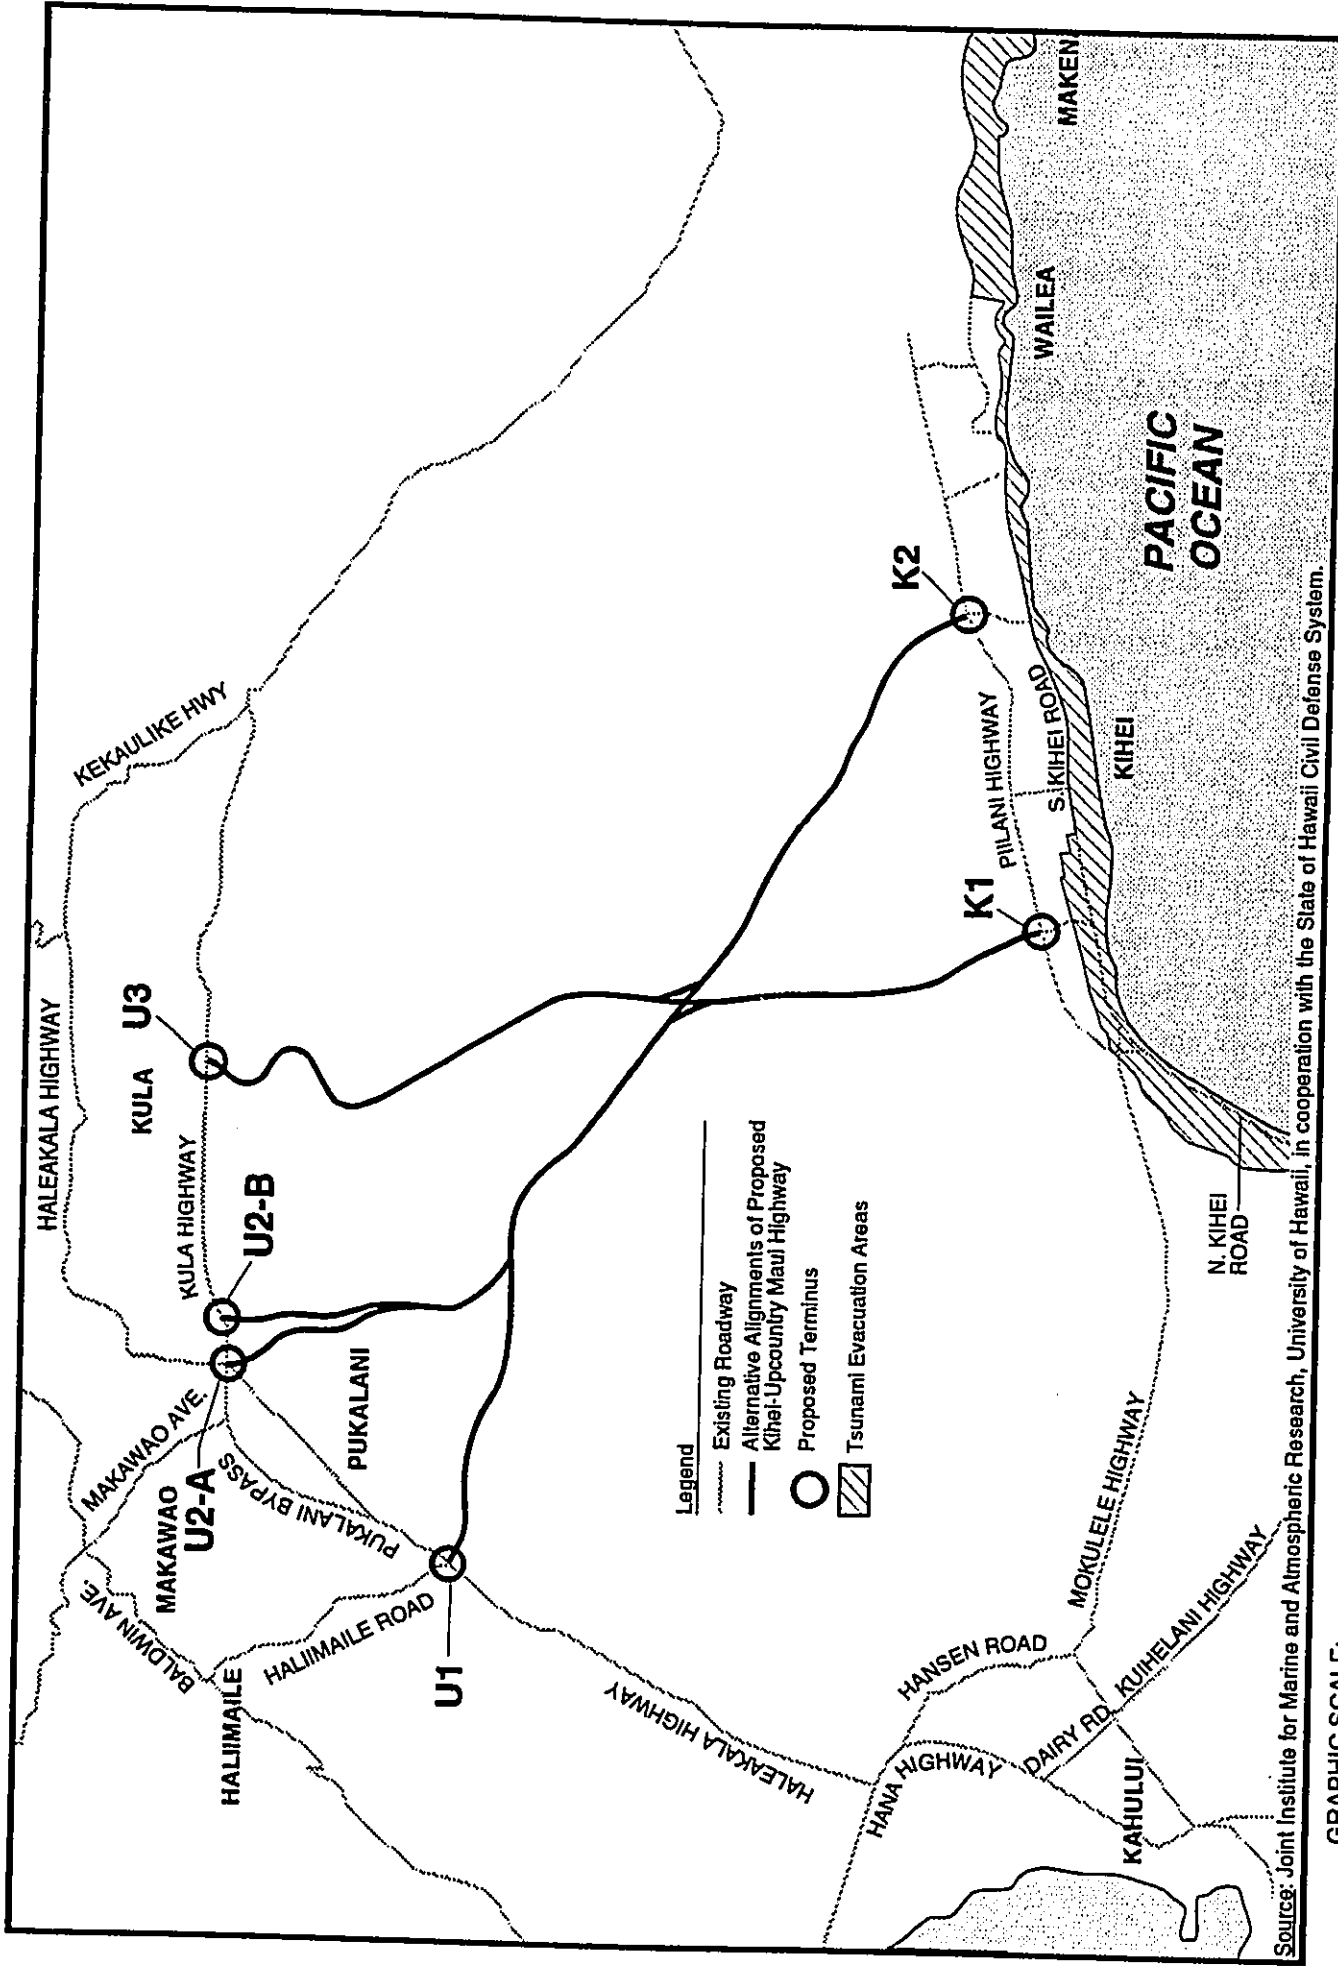 HALEAKALA HIGHWAY
KEKAULIKE HWY
KULA
U3
KULA HIGHWAY
U2-B
MAKAWAO AVE.
MAKAWAO
U2-A
PUKALANI BYPASS
PUKALANI
BALDWIN AVE.
HALIIMAILE
HALIIMAILE ROAD
U1
HALEAKALA HIGHWAY
HANA HIGHWAY
HANSEN ROAD
DAIRY RD.
KUIHELANI HIGHWAY
KAHULUI
MOKULELE HIGHWAY
N. KIHEI
ROAD
K1
K2
PIILANI HIGHWAY
S. KIHEI ROAD
KIHEI
WAILEA
MAKEN
PACIFIC
OCEAN
Legend
Existing Roadway
Alternative Alignments of Proposed
Kihei-Upcountry Maui Highway
Proposed Terminus
Tsunami Evacuation Areas
Source: Joint Institute for Marine and Atmospheric Research, University of Hawaii, in cooperation with the State of Hawaii Civil Defense System.
GRAPHIC SCALE: